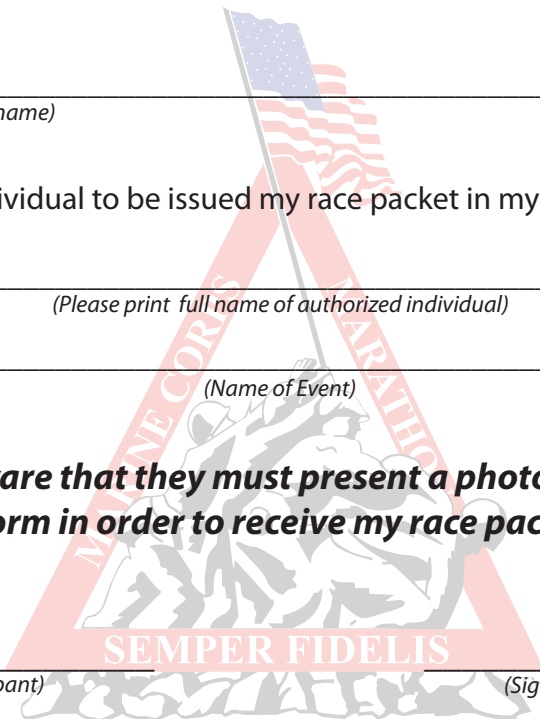 name)
ividual to be issued my race packet in my
(Please print full name of authorized individual)
(Name of Event)
MARINE CORPS MARATHO
are that they must present a photo
orm in order to receive my race pac
SEMPER FIDELIS
pant)
(Sig